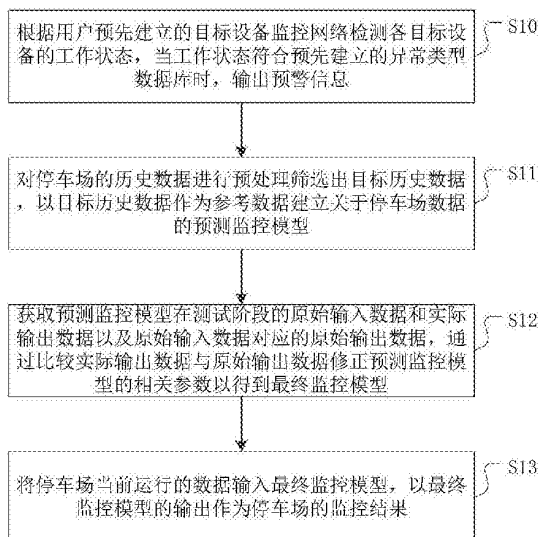 根据用户预先建立的目标设备监控网络检测各目标设
备的工作状态，当工作状态符合预先建立的异常类型
数据库时，输出预警信息
S10
对停车场的历史数据进行预处理筛选出目标历史数据
，以目标历史数据作为参考数据建立关于停车场数据
的预测监控模型
S11
获取预测监控模型在测试阶段的原始输入数据和实际
输出数据以及原始输入数据对应的原始输出数据，通
过比较实际输出数据与原始输出数据修正预测监控模
型的相关参数以得到最终监控模型
S12
将停车场当前运行的数据输入最终监控模型，以最终
监控模型的输出作为停车场的监控结果
S13